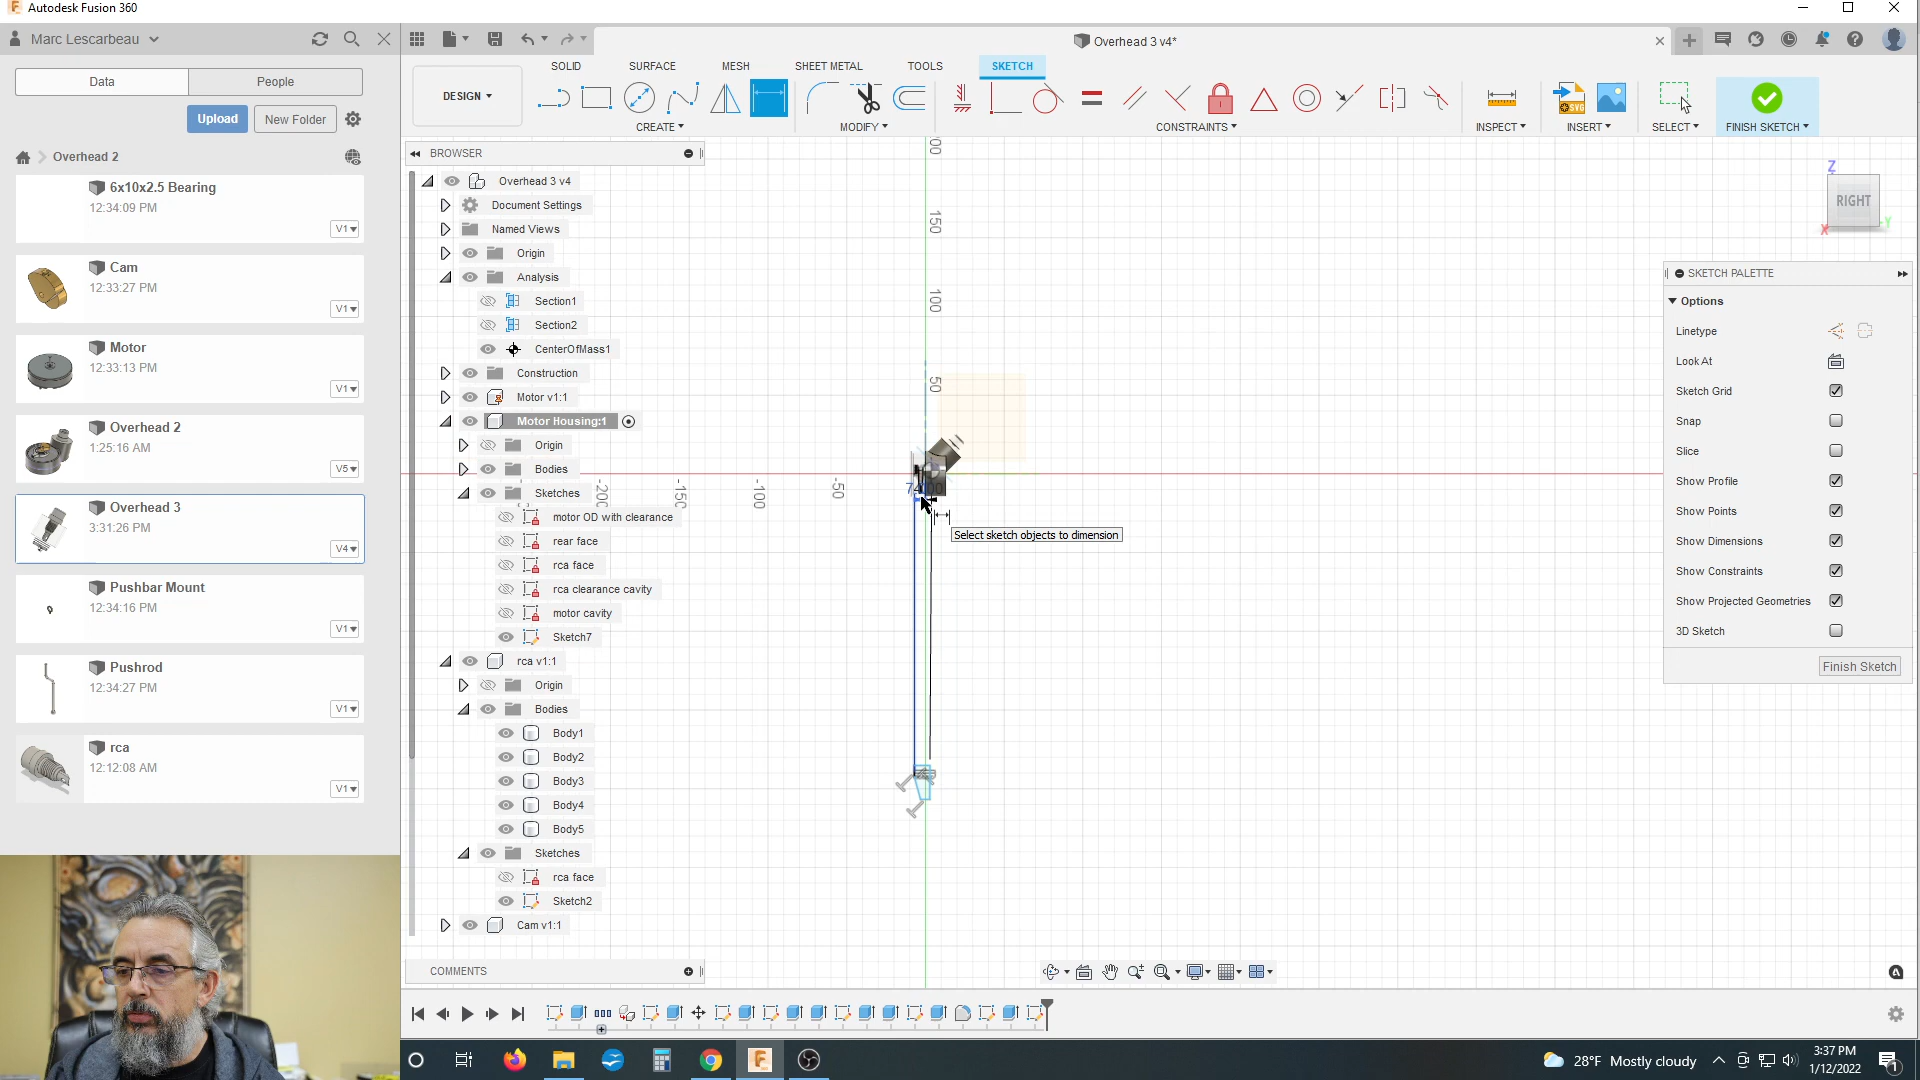 Autodesk Fusion 360
Marc Lescarbeau
Overhead 3 v4*
Data
People
Upload
New Folder
Overhead 2
6x10x2.5 Bearing
12:34:09 PM
V1
Cam
12:33:27 PM
V1
Motor
12:33:13 PM
V1
Overhead 2
1:25:16 AM
V5
Overhead 3
3:31:26 PM
V4
Pushbar Mount
12:34:16 PM
V1
Pushrod
12:34:27 PM
V1
rca
12:12:08 AM
V1
SOLID
SURFACE
MESH
SHEET METAL
TOOLS
SKETCH
DESIGN
CREATE
MODIFY
CONSTRAINTS
INSPECT
INSERT
SVG
SELECT
FINISH SKETCH
BROWSER
Overhead 3 v4
Document Settings
Named Views
Origin
Analysis
Section1
Section2
CenterOfMass1
Construction
Motor v1:1
Motor Housing:1
Origin
Bodies
Sketches
motor OD with clearance
rear face
rca face
rca clearance cavity
motor cavity
Sketch7
rca v1:1
Origin
Bodies
Body1
Body2
Body3
Body4
Body5
Sketches
rca face
Sketch2
Cam v1:1
COMMENTS
150
100
50
-200
-150
-100
-50
Select sketch objects to dimension
Z
RIGHT
X
Y
SKETCH PALETTE
Options
Linetype
Look At
Sketch Grid
Snap
Slice
Show Profile
Show Points
Show Dimensions
Show Constraints
Show Projected Geometries
3D Sketch
Finish Sketch
28°F Mostly cloudy
3:37 PM
1/12/2022
1